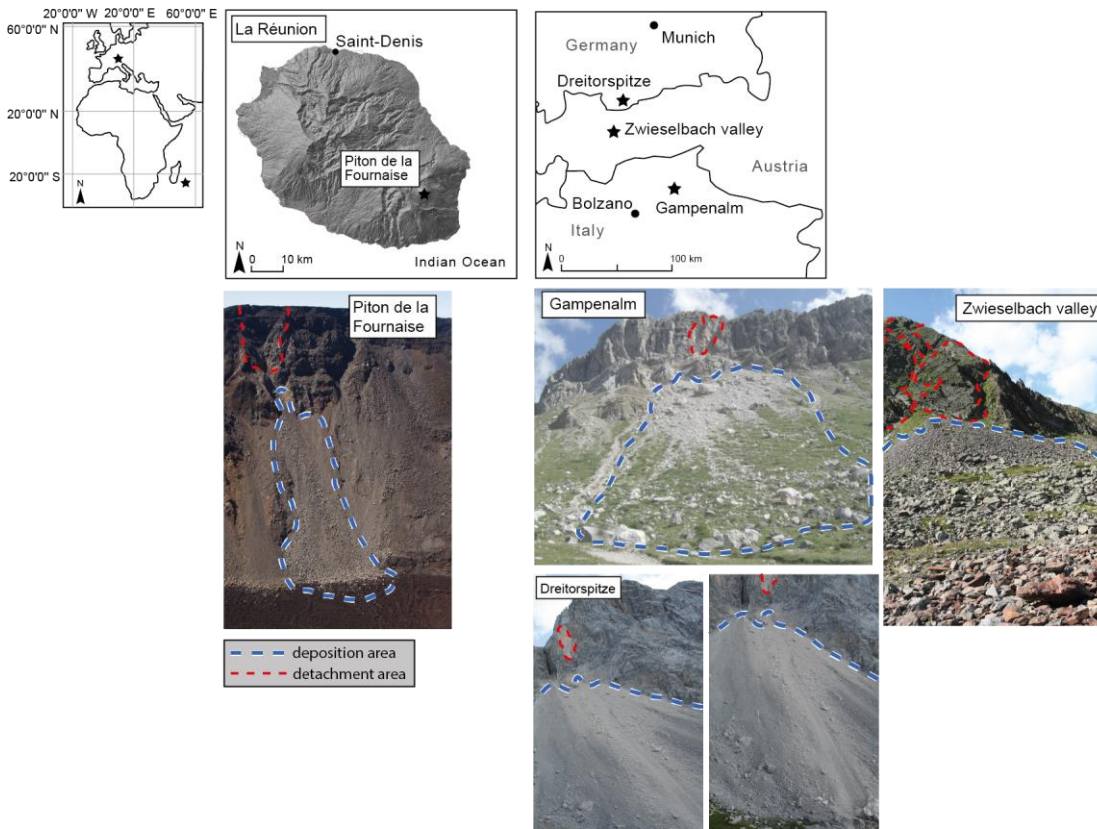 20°0'0" W 20°0'0" E 60°0'0" E
60°0'0" N
20°0'0" N
20°0'0" S
N
La Réunion
Saint-Denis
Piton de la
Fournaise
N
0 10 km
Indian Ocean
Germany
Munich
Dreitorspitze
Zwieselbach valley
Austria
Bolzano
Gampenalm
Italy
N
0 100 km
Piton de la
Fournaise
Gampenalm
Zwieselbach valley
Dreitorspitze
deposition area
detachment area